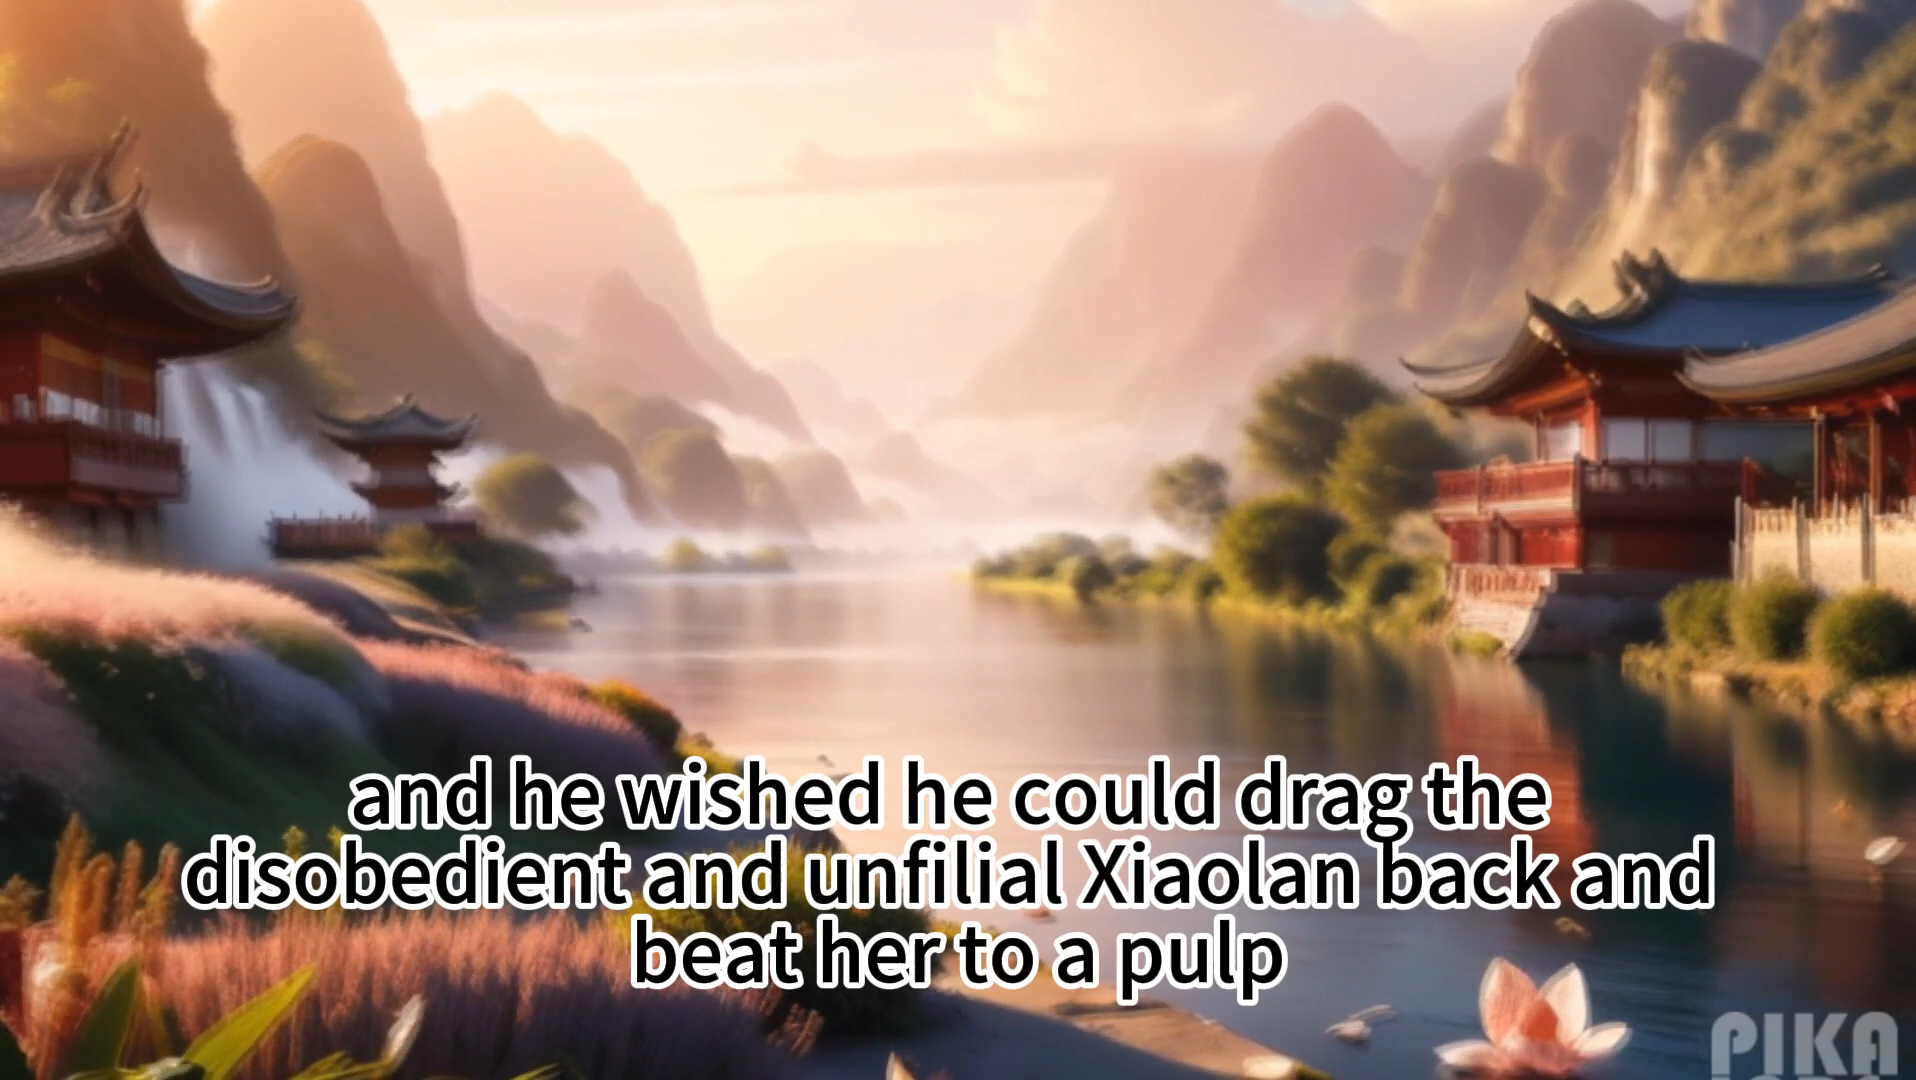 and he wished he could drag the
disobedient and unfilial Xiaolan back and
beat her to a pulp
PIKA